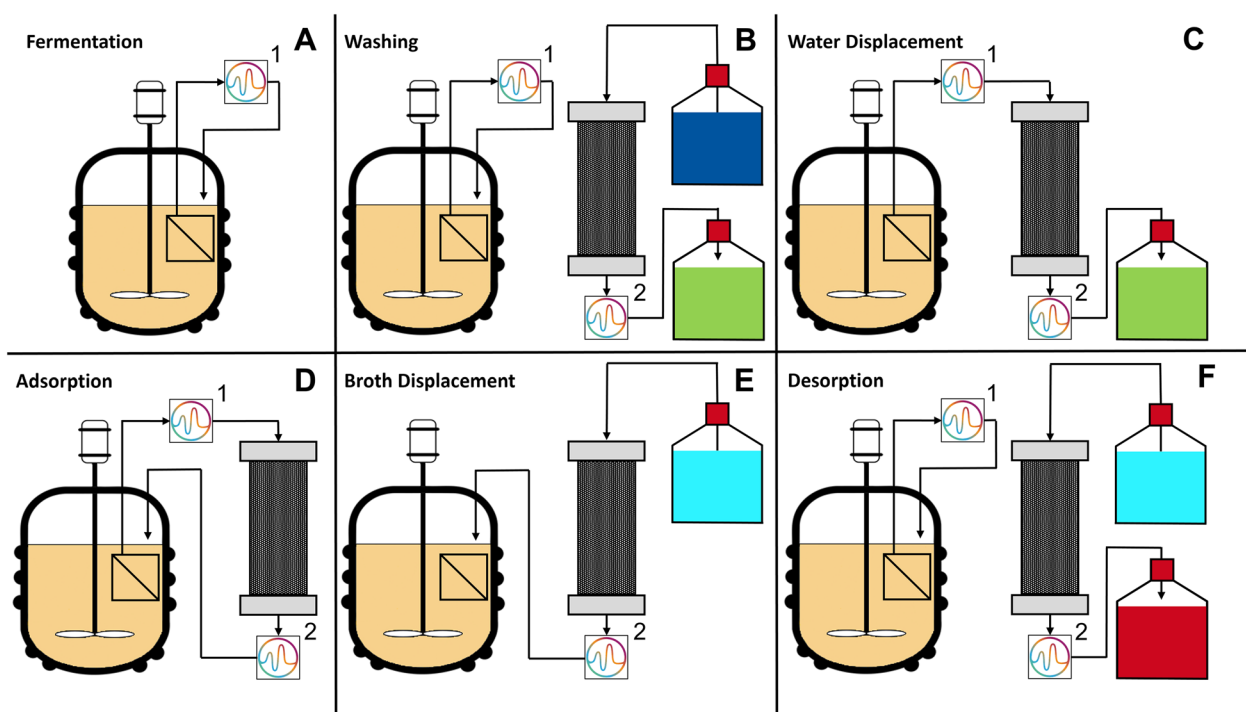 Fermentation
A
1
Washing
B
1
2
Water Displacement
C
1
2
Adsorption
D
1
2
Broth Displacement
E
2
Desorption
F
1
2